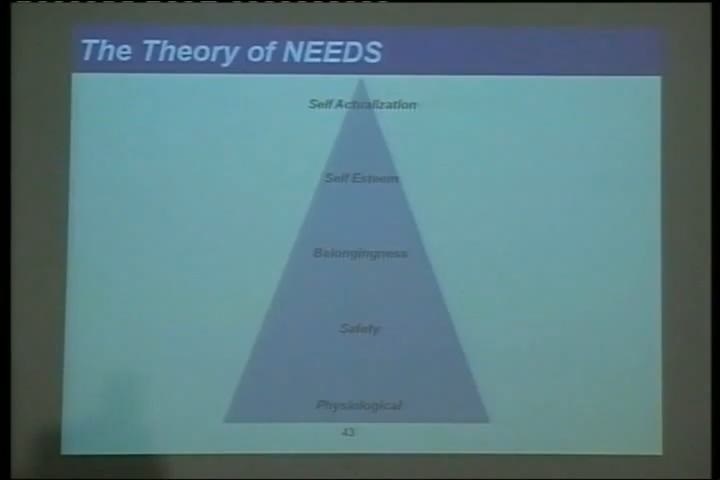 The Theory of NEEDS
Self Actualization
Self Esteem
Belongingness
Safety
Physiological
43